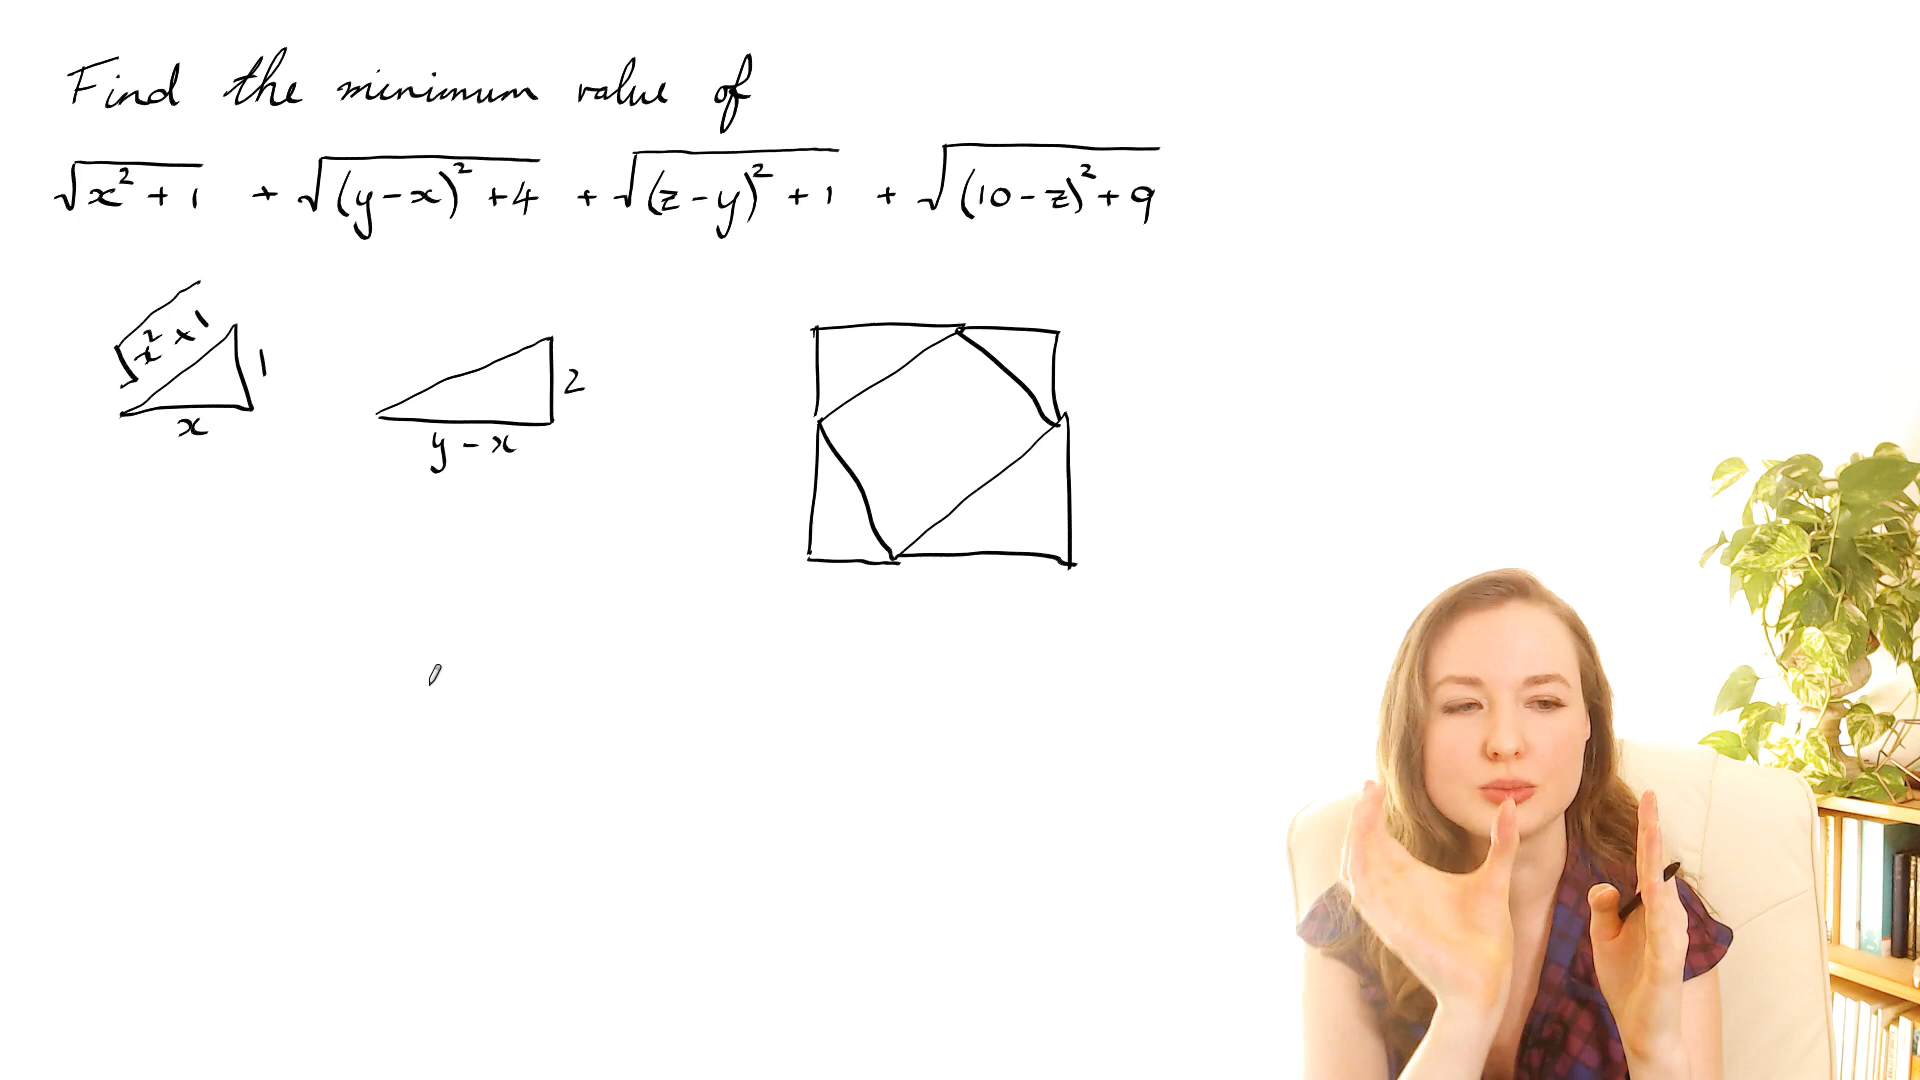 Find the minimum value of
√(x² + 1) + √((y-x)² + 4) + √((z-y)² + 1) + √((10-z)² + 9)
√(x² + 1)
1
x
2
y - x